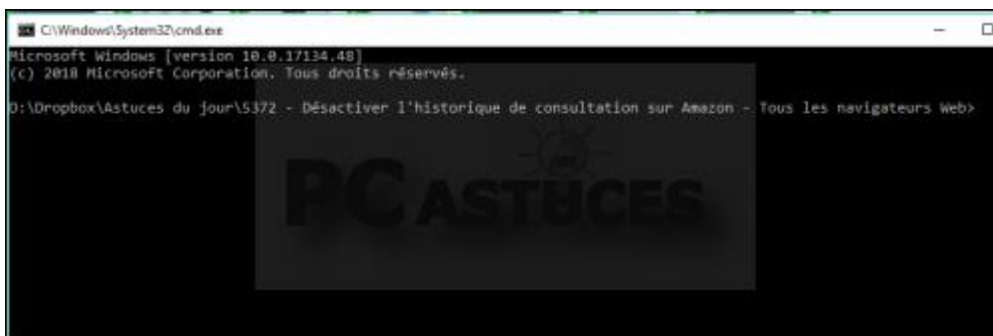 C:\Windows\System32\cmd.exe
Microsoft Windows [version 10.0.17134.48]
(c) 2018 Microsoft Corporation. Tous droits réservés.
D:\Dropbox\Astuces du jour\5372 - Désactiver l'historique de consultation sur Amazon - Tous les navigateurs Web>
PC ASTUCES